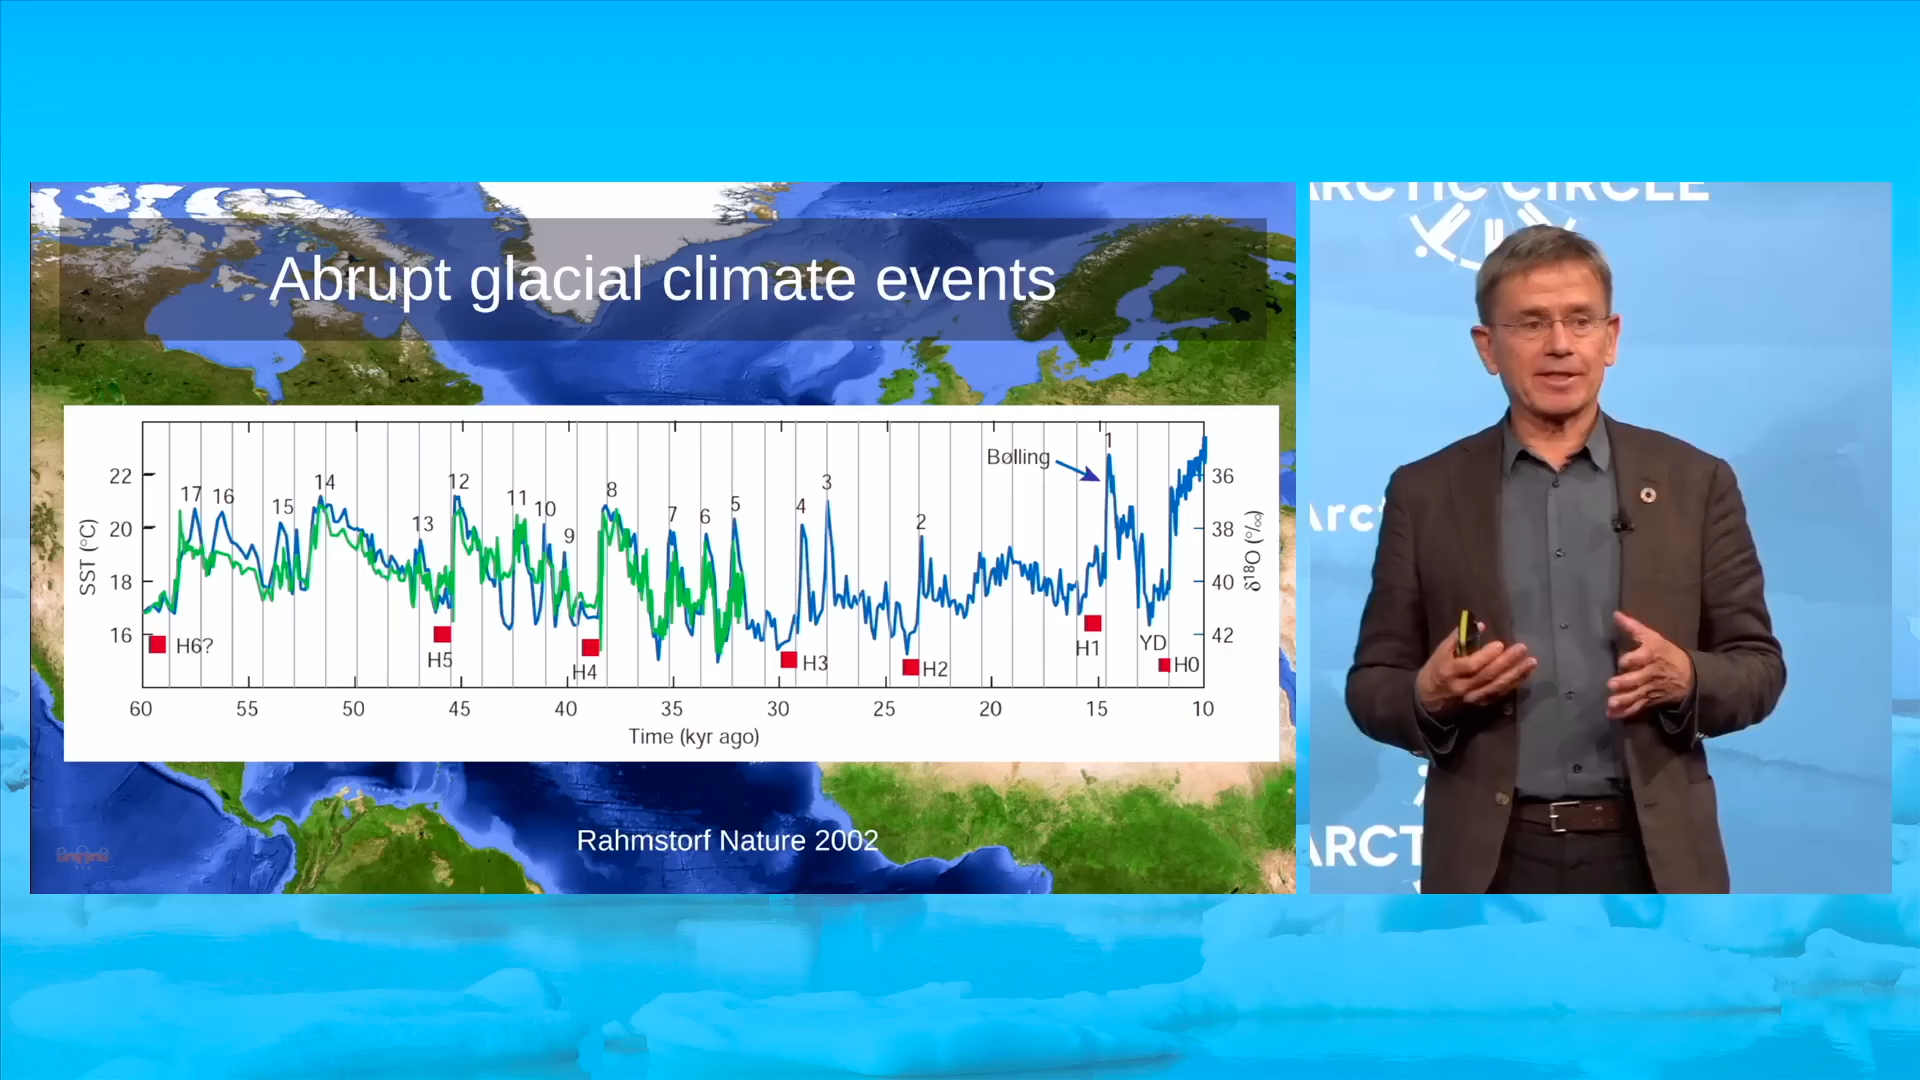 Abrupt glacial climate events
SST (°C)
22
20
18
16
17 16 15 14 13 12 11 10 9 8 7 6 5 4 3 2 1
Bølling
H6? H5 H4 H3 H2 H1 YD H0
36
38
40
42
δ¹⁸O (°/oo)
60 55 50 45 40 35 30 25 20 15 10
Time (kyr ago)
Rahmstorf Nature 2002
ARCTIC CIRCLE
Arc
ARCT